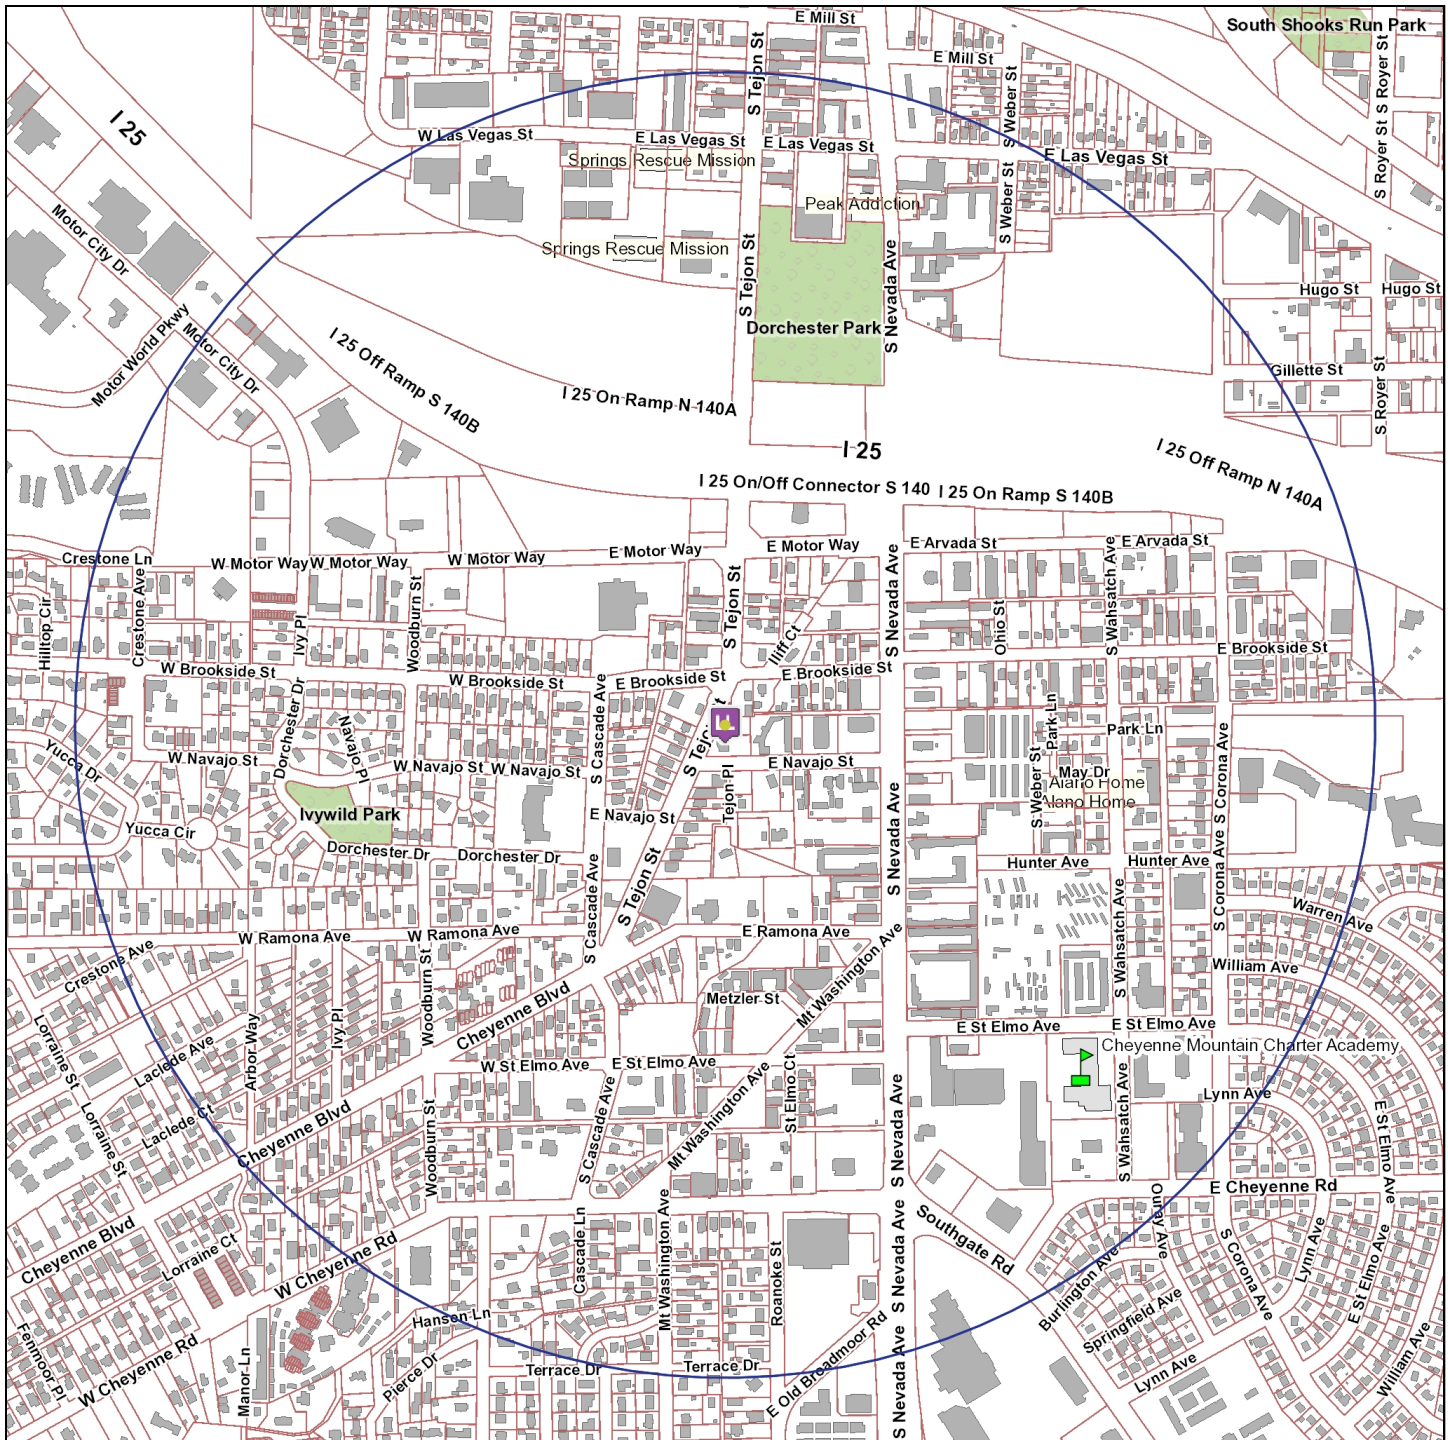 E Mill St
South Shooks Run Park
S Tejon St
E Mill St
S Royer St
I 25
S Weber St
W Las Vegas St
E Las Vegas St
E Las Vegas St
E Las Vegas St
Springs Rescue Mission
S Royer St
Peak Addiction
S Weber St
Motor City Dr
Springs Rescue Mission
S Tejon St
S Nevada Ave
Hugo St
Hugo St
Dorchester Park
Motor World Pkwy
Motor City Dr
I 25 Off Ramp S 140B
Gillette St
S Royer St
I 25 On Ramp N 140A
I 25
I 25 Off Ramp N 140A
I 25 On/Off Connector S 140
I 25 On Ramp S 140B
Crestone Ln
W Motor Way
W Motor Way
W Motor Way
E Motor Way
E Motor Way
E Arvada St
E Arvada St
Hilltop Cir
Crestone Ave
Ivy Pl
Woodburn St
S Tejon St
Iliff Ct
S Nevada Ave
Ohio St
S Wahsatch Ave
E Brookside St
W Brookside St
W Brookside St
E Brookside St
E Brookside St
Dorchester Dr
Navajo Pl
S Cascade Ave
Park Ln
Park Ln
Yucca Dr
W Navajo St
W Navajo St
W Navajo St
E Navajo St
May Dr
Alano Home
Alano Home
S Weber St
S Corona Ave
Tejon Pl
Ivywild Park
E Navajo St
S Nevada Ave
Yucca Cir
Dorchester Dr
Dorchester Dr
Hunter Ave
Hunter Ave
S Cascade Ave
S Tejon St
S Corona Ave
Warren Ave
W Ramona Ave
W Ramona Ave
E Ramona Ave
S Wahsatch Ave
Crestone Ave
Woodburn St
William Ave
Mt Washington Ave
Metzler St
Cheyenne Blvd
Lorraine St
Ivy Pl
E St Elmo Ave
E St Elmo Ave
Cheyenne Mountain Charter Academy
Laclede Ave
Arbor Way
W St Elmo Ave
E St Elmo Ave
St Elmo Ct
Lynn Ave
Lorraine St
Laclede Ct
Cheyenne Blvd
Woodburn St
S Cascade Ave
Mt Washington Ave
S Nevada Ave
S Wahsatch Ave
E St Elmo Ave
E Cheyenne Rd
Cheyenne Blvd
Lorraine Ct
W Cheyenne Rd
Cascade Ln
Mt Washington Ave
Roanoke St
S Nevada Ave
Southgate Rd
Ouray Ave
S Corona Ave
Lynn Ave
E St Elmo Ave
Burlington Ave
Springfield Ave
Hansen Ln
Fenmoor Pl
W Cheyenne Rd
Manor Ln
Pierce Dr
Terrace Dr
Terrace Dr
E Old Broadmoor Rd
S Nevada Ave
Lynn Ave
William Ave